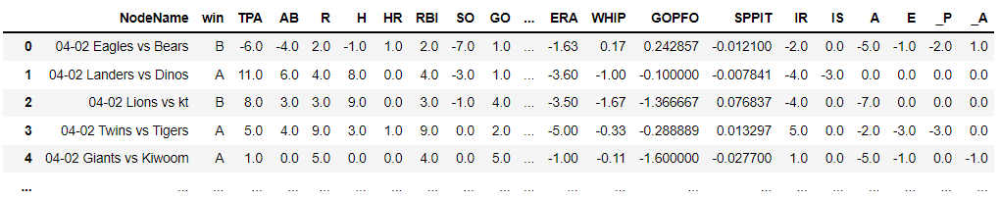 NodeName win TPA AB R H HR RBI SO GO ... ERA WHIP GOPFO SPPIT IR IS A E _P _A
0 04-02 Eagles vs Bears B -6.0 -4.0 2.0 -1.0 1.0 2.0 -7.0 1.0 ... -1.63 0.17 0.242857 -0.012100 -2.0 0.0 -5.0 -1.0 -2.0 1.0
1 04-02 Landers vs Dinos A 11.0 6.0 4.0 8.0 0.0 4.0 -3.0 1.0 ... -3.60 -1.00 -0.100000 -0.007841 -4.0 -3.0 0.0 0.0 0.0 0.0
2 04-02 Lions vs kt B 8.0 3.0 3.0 9.0 0.0 3.0 -1.0 4.0 ... -3.50 -1.67 -1.366667 0.076837 -4.0 0.0 -7.0 0.0 0.0 0.0
3 04-02 Twins vs Tigers A 5.0 4.0 9.0 3.0 1.0 9.0 0.0 2.0 ... -5.00 -0.33 -0.288889 0.013297 5.0 0.0 -2.0 -3.0 -3.0 0.0
4 04-02 Giants vs Kiwoom A 1.0 0.0 5.0 0.0 0.0 4.0 0.0 5.0 ... -1.00 -0.11 -1.600000 -0.027700 1.0 0.0 -5.0 -1.0 0.0 -1.0
... ... ... ... ... ... ... ... ... ... ... ... ... ... ... ... ... ... ... ... ... ...